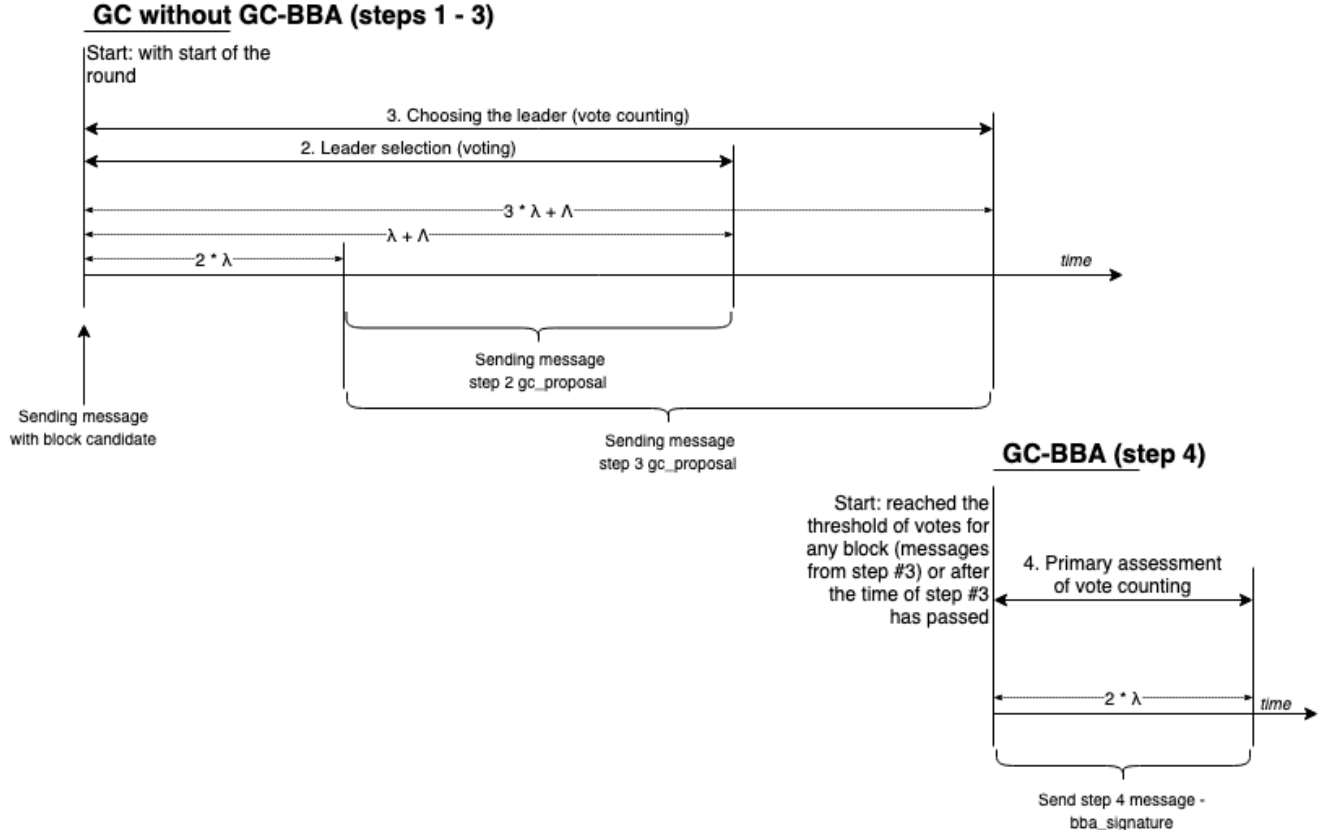 GC without GC-BBA (steps 1 - 3)
Start: with start of the
round
3. Choosing the leader (vote counting)
2. Leader selection (voting)
3 * λ + Λ
λ + Λ
2 * λ
time
Sending message
step 2 gc_proposal
Sending message
with block candidate
Sending message
step 3 gc_proposal
GC-BBA (step 4)
Start: reached the
threshold of votes for
any block (messages
from step #3) or after
the time of step #3
has passed
4. Primary assessment
of vote counting
2 * λ
time
Send step 4 message -
bba_signature